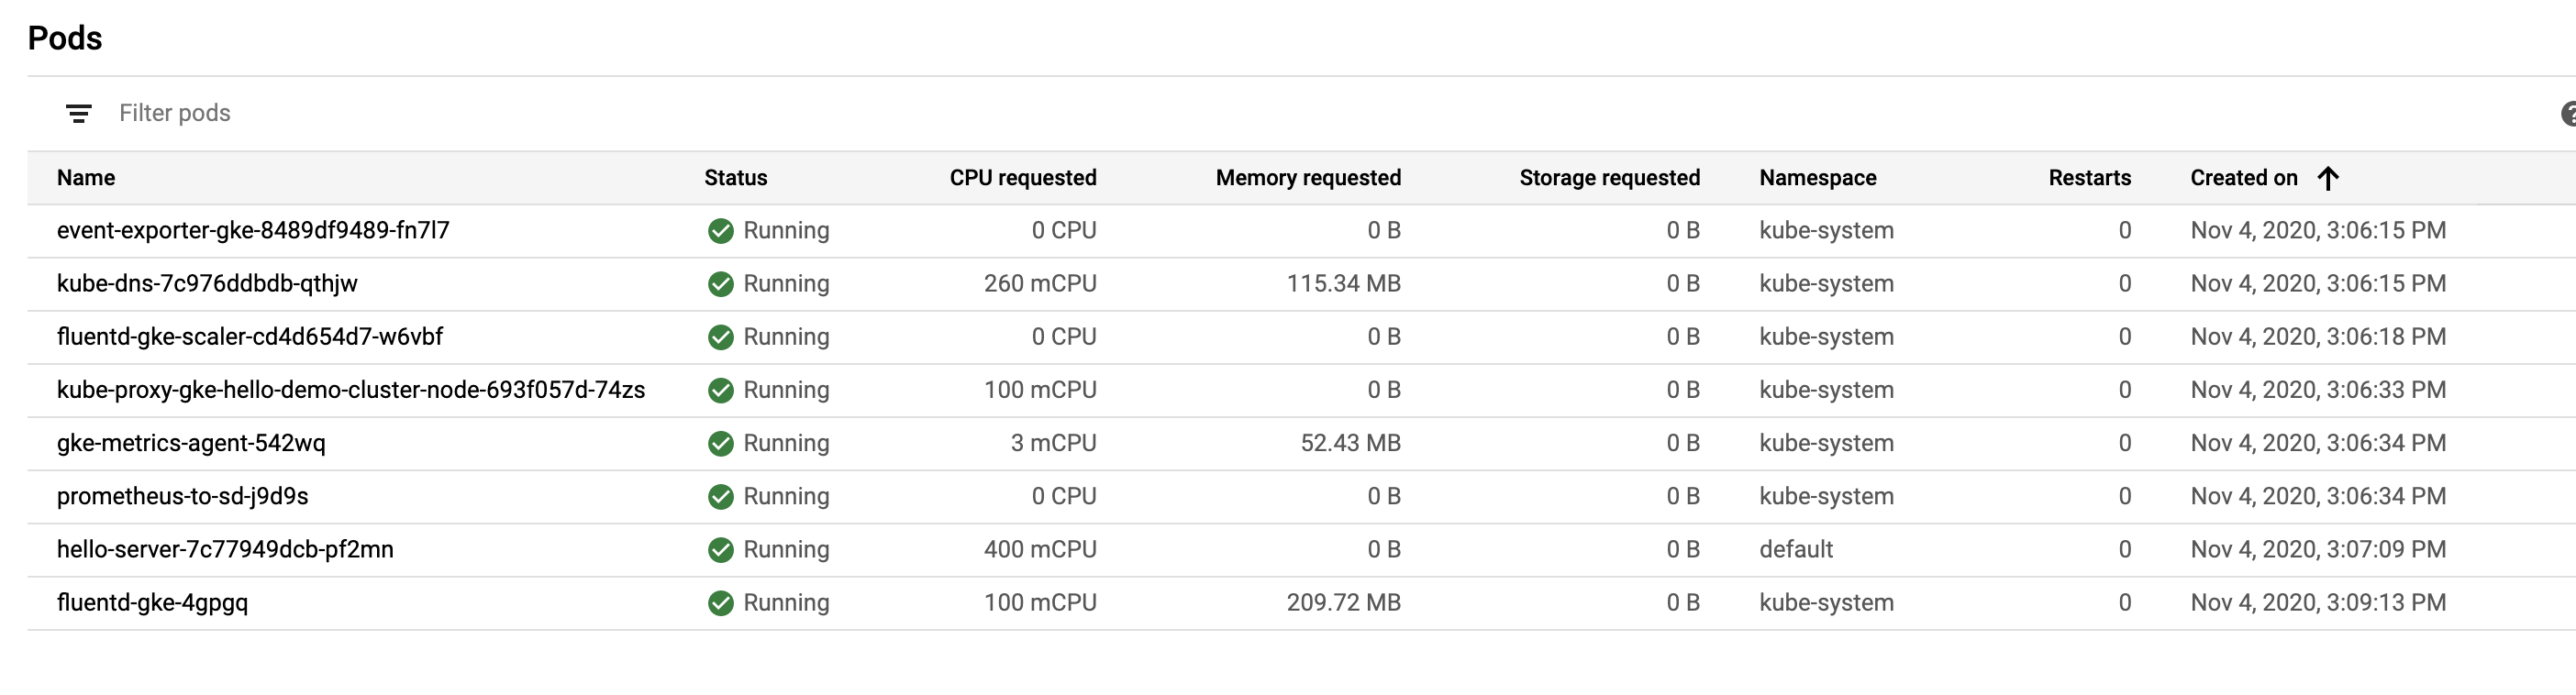 Pods
Filter pods
Name Status CPU requested Memory requested Storage requested Namespace Restarts Created on
event-exporter-gke-8489df9489-fn7l7 Running 0 CPU 0 B 0 B kube-system 0 Nov 4, 2020, 3:06:15 PM
kube-dns-7c976ddbdb-qthjw Running 260 mCPU 115.34 MB 0 B kube-system 0 Nov 4, 2020, 3:06:15 PM
fluentd-gke-scaler-cd4d654d7-w6vbf Running 0 CPU 0 B 0 B kube-system 0 Nov 4, 2020, 3:06:18 PM
kube-proxy-gke-hello-demo-cluster-node-693f057d-74zs Running 100 mCPU 0 B 0 B kube-system 0 Nov 4, 2020, 3:06:33 PM
gke-metrics-agent-542wq Running 3 mCPU 52.43 MB 0 B kube-system 0 Nov 4, 2020, 3:06:34 PM
prometheus-to-sd-j9d9s Running 0 CPU 0 B 0 B kube-system 0 Nov 4, 2020, 3:06:34 PM
hello-server-7c77949dcb-pf2mn Running 400 mCPU 0 B 0 B default 0 Nov 4, 2020, 3:07:09 PM
fluentd-gke-4gpgq Running 100 mCPU 209.72 MB 0 B kube-system 0 Nov 4, 2020, 3:09:13 PM